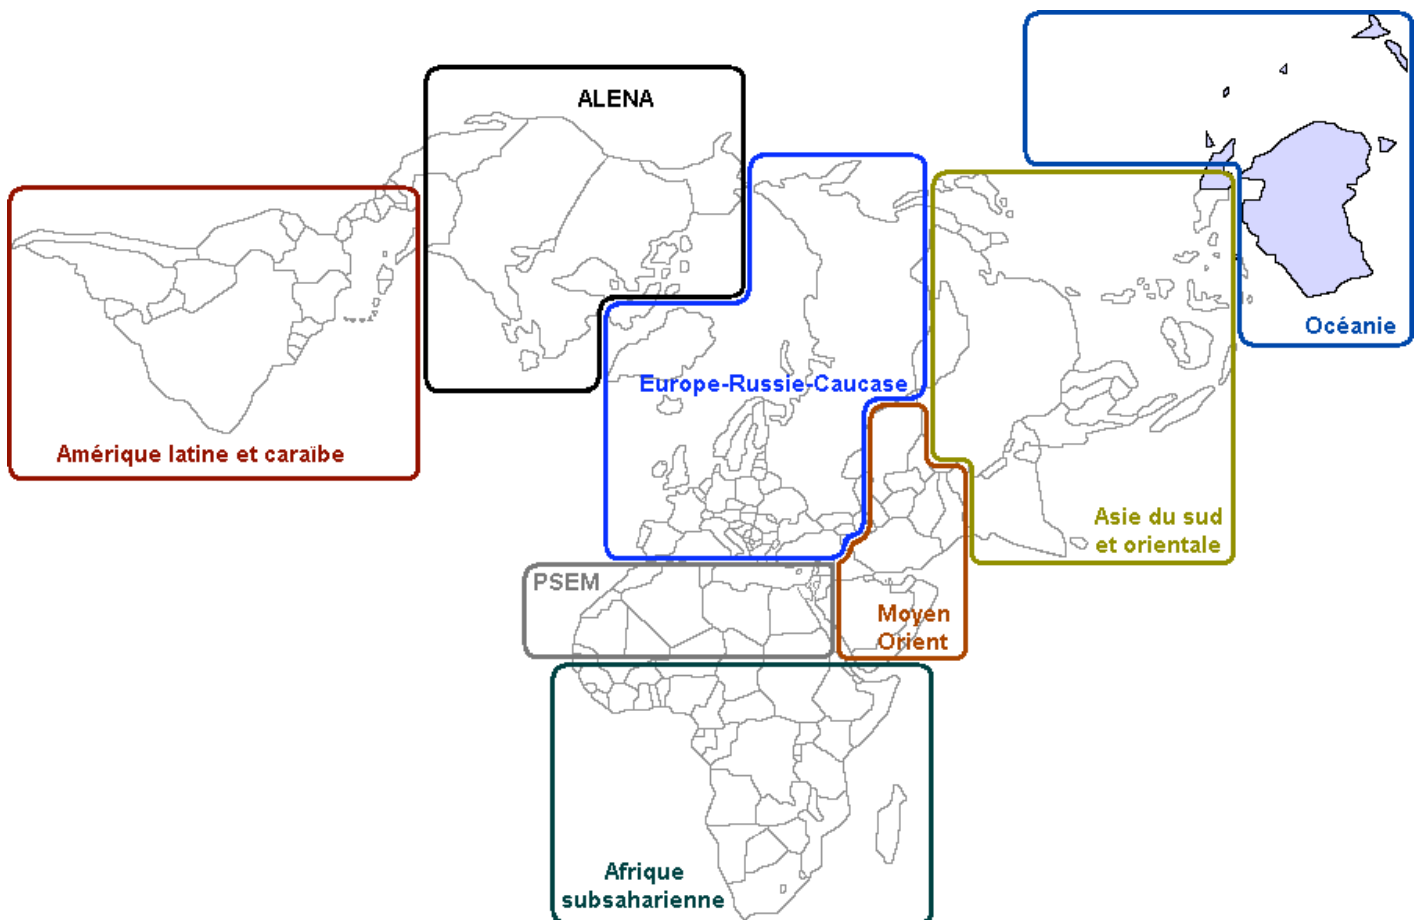 ALENA
Océanie
Europe-Russie-Caucase
Amérique latine et caraïbe
Asie du sud
et orientale
PSEM
Moyen
Orient
Afrique
subsaharienne